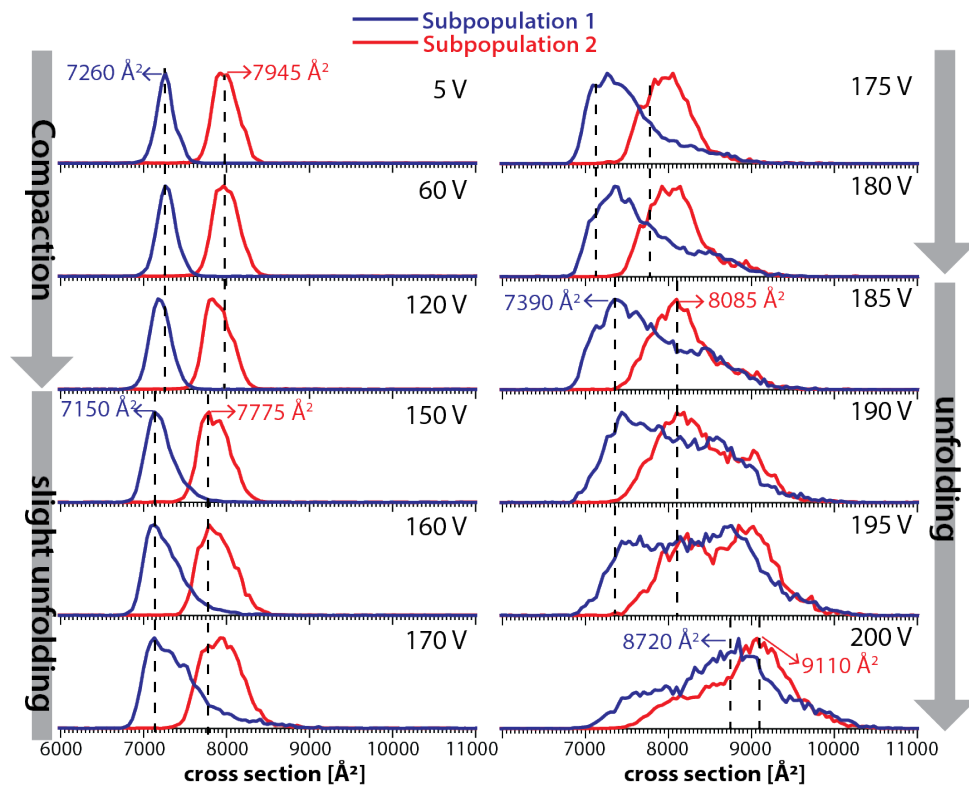 Subpopulation 1
Subpopulation 2
Compaction
slight unfolding
7260 Å²
7945 Å²
5 V
60 V
120 V
7150 Å²
7775 Å²
150 V
160 V
170 V
6000 7000 8000 9000 10000 11000
cross section [Å²]
175 V
180 V
7390 Å²
8085 Å²
185 V
190 V
195 V
8720 Å²
9110 Å²
200 V
7000 8000 9000 10000 11000
cross section [Å²]
unfolding